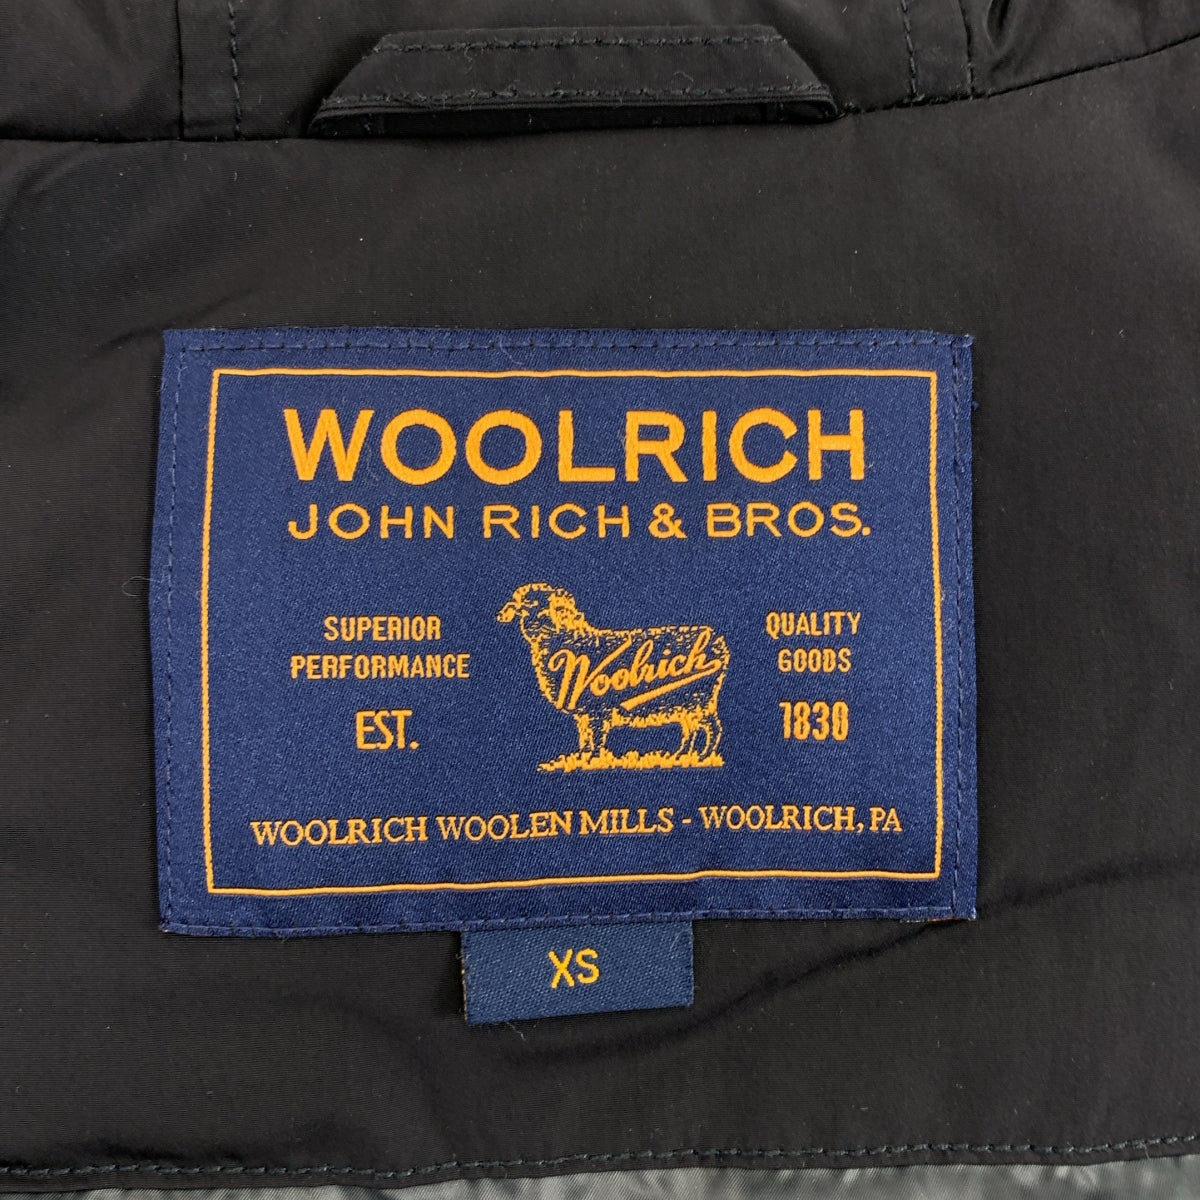 WOOLRICH
JOHN RICH & BROS.
SUPERIOR
PERFORMANCE
EST.
Woolrich
QUALITY
GOODS
1830
WOOLRICH WOOLEN MILLS - WOOLRICH, PA
XS